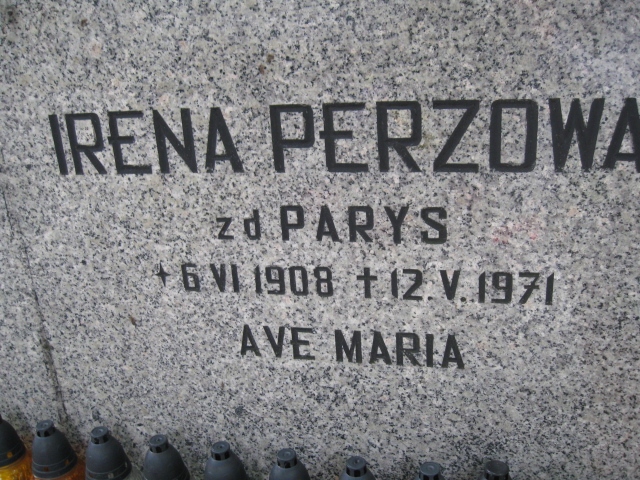 IRENA PERZOWA
zd PARYS
+ 6 VI 1908 † 12.V.1971
AVE MARIA